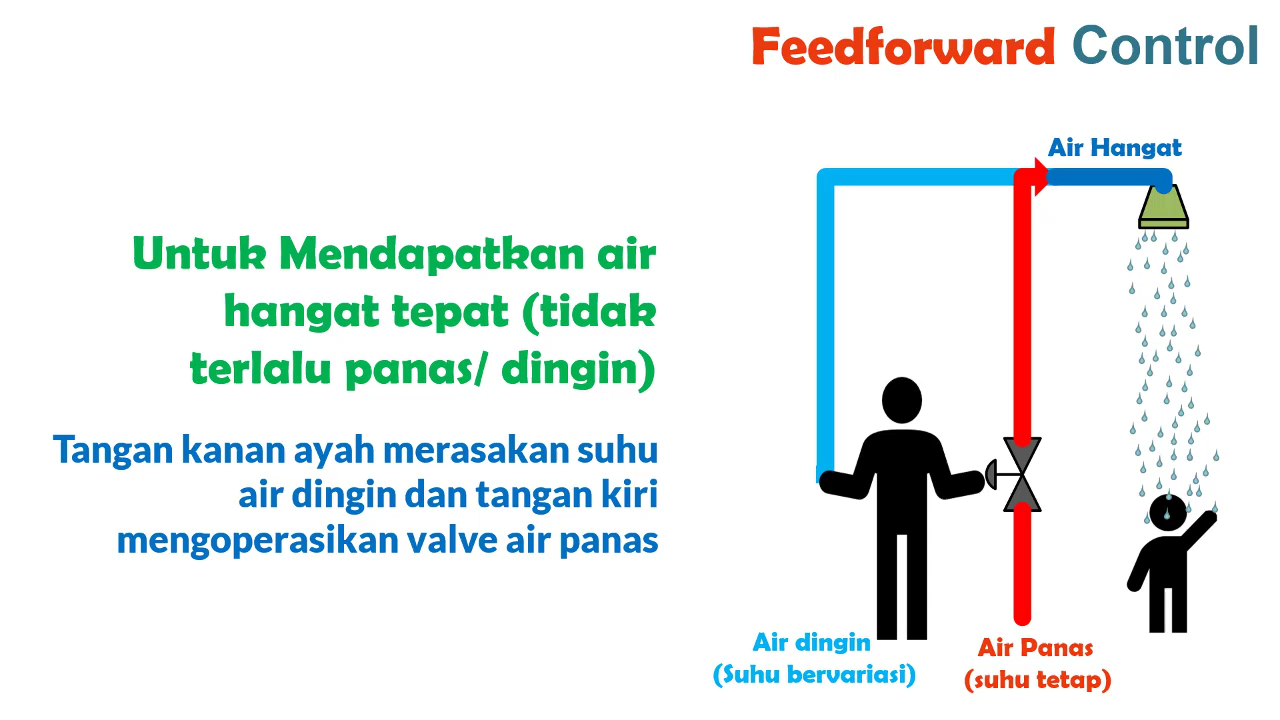 Feedforward Control
Untuk Mendapatkan air
hangat tepat (tidak
terlalu panas/ dingin)
Tangan kanan ayah merasakan suhu
air dingin dan tangan kiri
mengoperasikan valve air panas
Air Hangat
Air dingin
(Suhu bervariasi)
Air Panas
(suhu tetap)